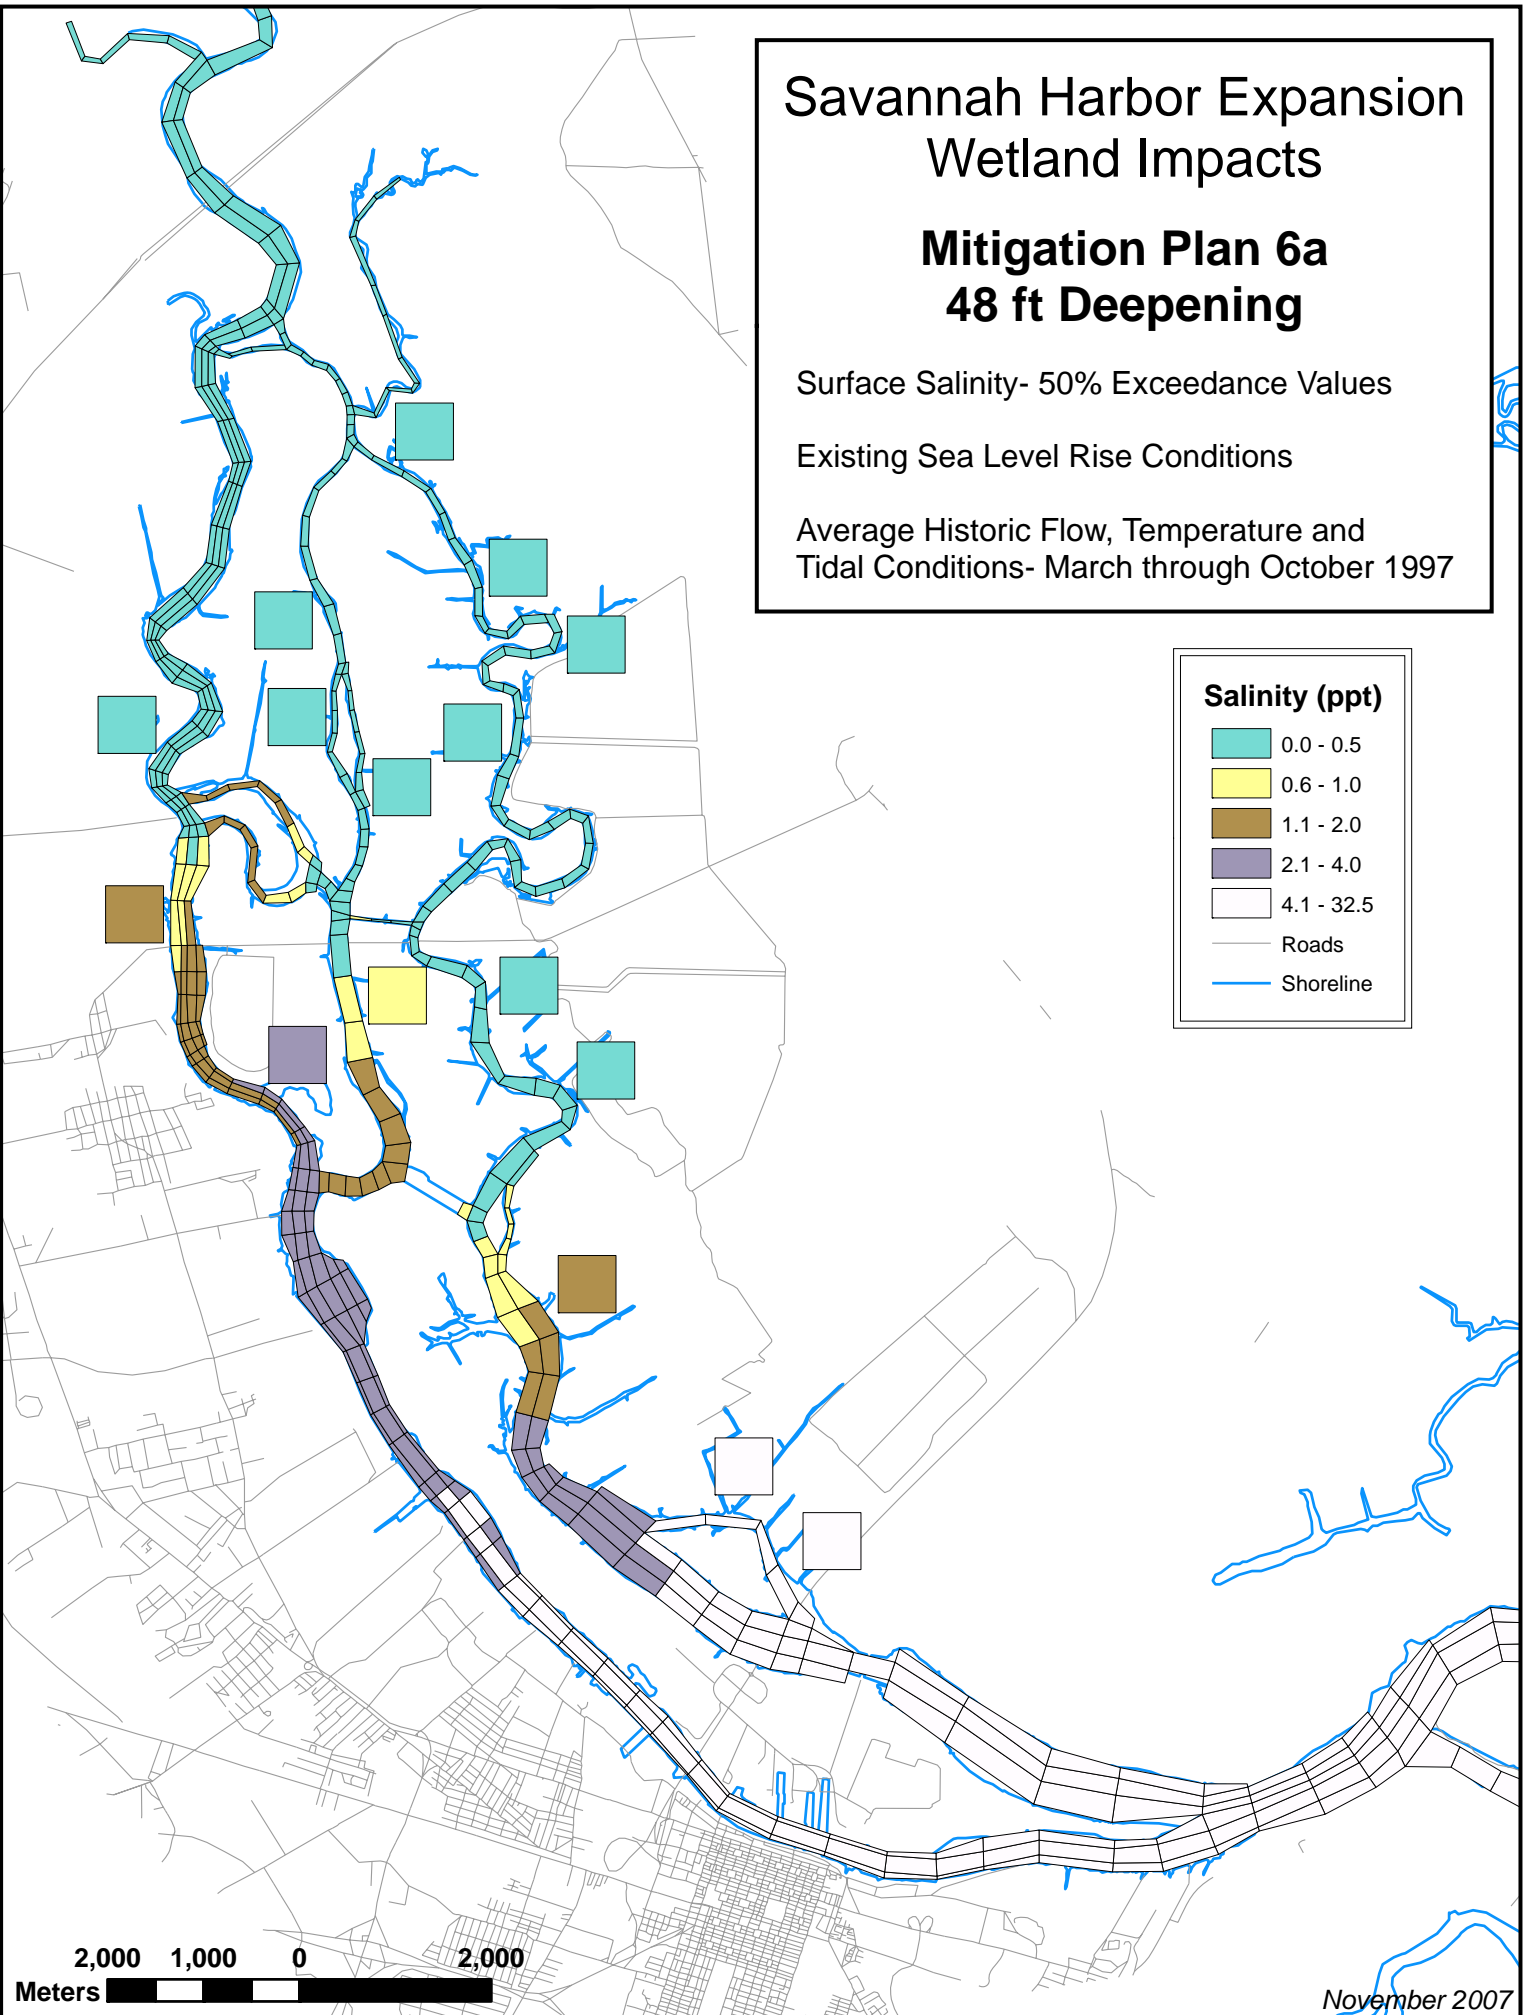 Savannah Harbor Expansion
Wetland Impacts
Mitigation Plan 6a
48 ft Deepening
Surface Salinity- 50% Exceedance Values
Existing Sea Level Rise Conditions
Average Historic Flow, Temperature and
Tidal Conditions- March through October 1997
Salinity (ppt)
0.0 - 0.5
0.6 - 1.0
1.1 - 2.0
2.1 - 4.0
4.1 - 32.5
Roads
Shoreline
2,000 1,000 0 2,000
Meters
November 2007